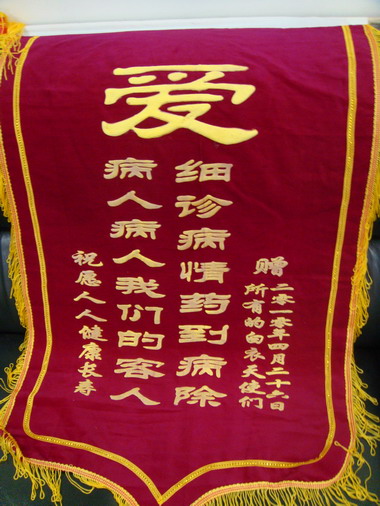 爱
赠
二零一零年四月二十六日
所有的白衣天使们
细诊病情药到病除
病人病人我们的客人
祝愿人人健康长寿